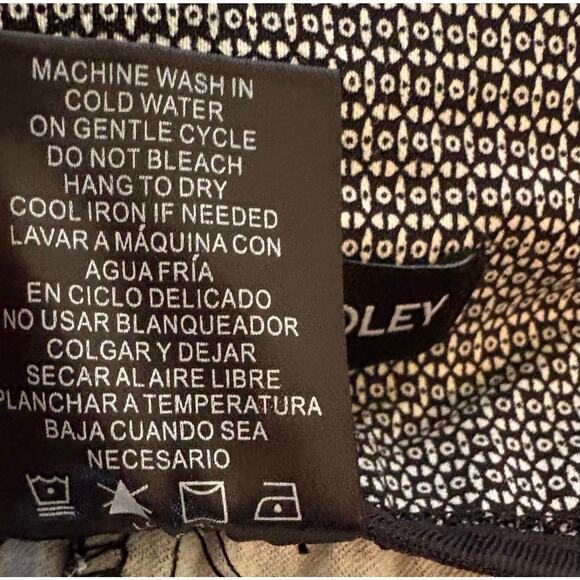 MACHINE WASH IN
COLD WATER
ON GENTLE CYCLE
DO NOT BLEACH
HANG TO DRY
COOL IRON IF NEEDED
LAVAR A MÁQUINA CON
AGUA FRÍA
EN CICLO DELICADO
NO USAR BLANQUEADOR
COLGAR Y DEJAR
SECAR AL AIRE LIBRE
PLANCHAR A TEMPERATURA
BAJA CUANDO SEA
NECESARIO